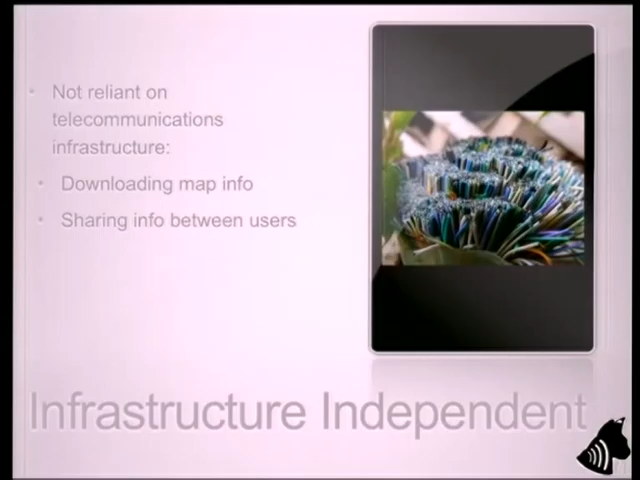 Not reliant on
telecommunications
infrastructure:
Downloading map info
Sharing info between users
Infrastructure Independent